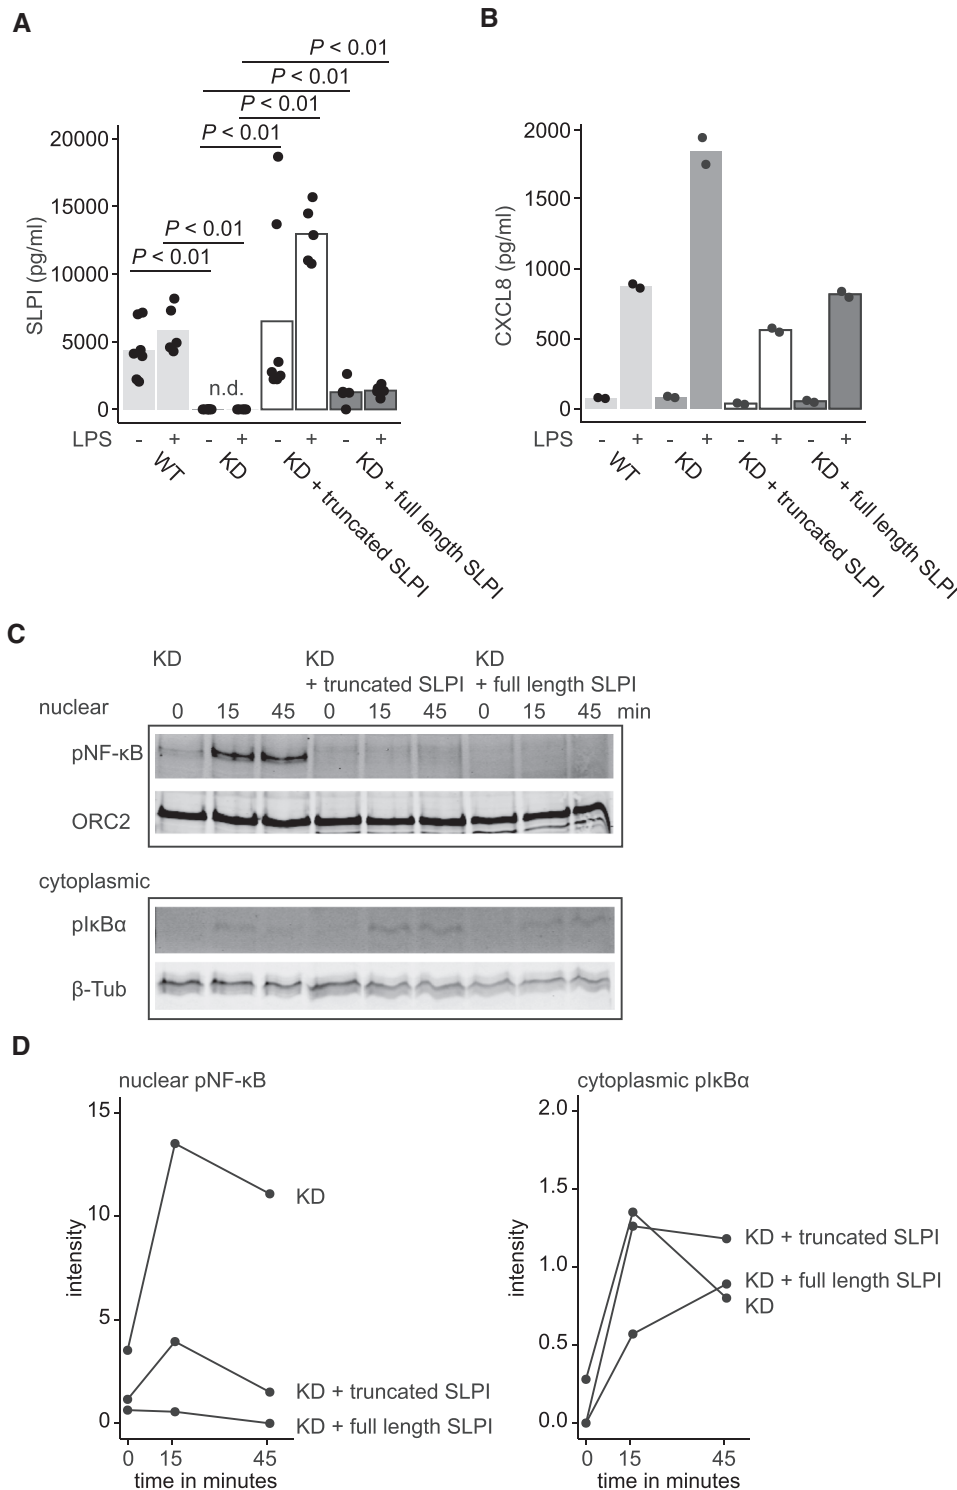 A
P < 0.01
P < 0.01
P < 0.01
P < 0.01
P < 0.01
P < 0.01
SLPI (pg/ml)
20000
15000
10000
5000
0
n.d.
LPS - + - + - + - +
WT
KD
KD + truncated SLPI
KD + full length SLPI
B
CXCL8 (pg/ml)
2000
1500
1000
500
0
LPS - + - + - + - +
WT
KD
KD + truncated SLPI
KD + full length SLPI
C
KD KD KD
+ truncated SLPI + full length SLPI
nuclear 0 15 45 0 15 45 0 15 45 min
pNF-κB
ORC2
cytoplasmic
pIκBα
β-Tub
D
nuclear pNF-κB
intensity
15
10
5
0
KD
KD + truncated SLPI
KD + full length SLPI
0 15 45
time in minutes
cytoplasmic pIκBα
intensity
2.0
1.5
1.0
0.5
0.0
KD + truncated SLPI
KD + full length SLPI
KD
0 15 45
time in minutes